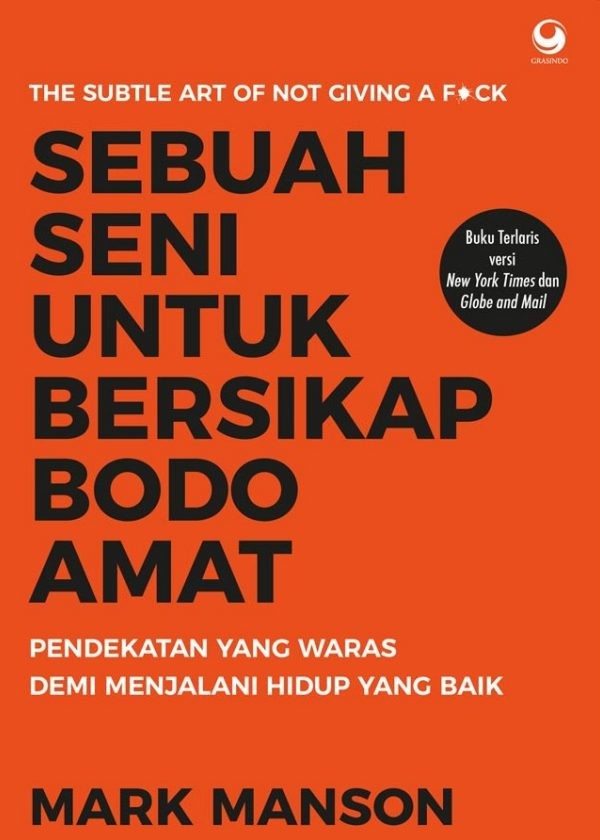 GRASINDO
THE SUBTLE ART OF NOT GIVING A F*CK
SEBUAH
SENI
UNTUK
BERSIKAP
BODO
AMAT
Buku Terlaris
versi
New York Times dan
Globe and Mail
PENDEKATAN YANG WARAS
DEMI MENJALANI HIDUP YANG BAIK
MARK MANSON